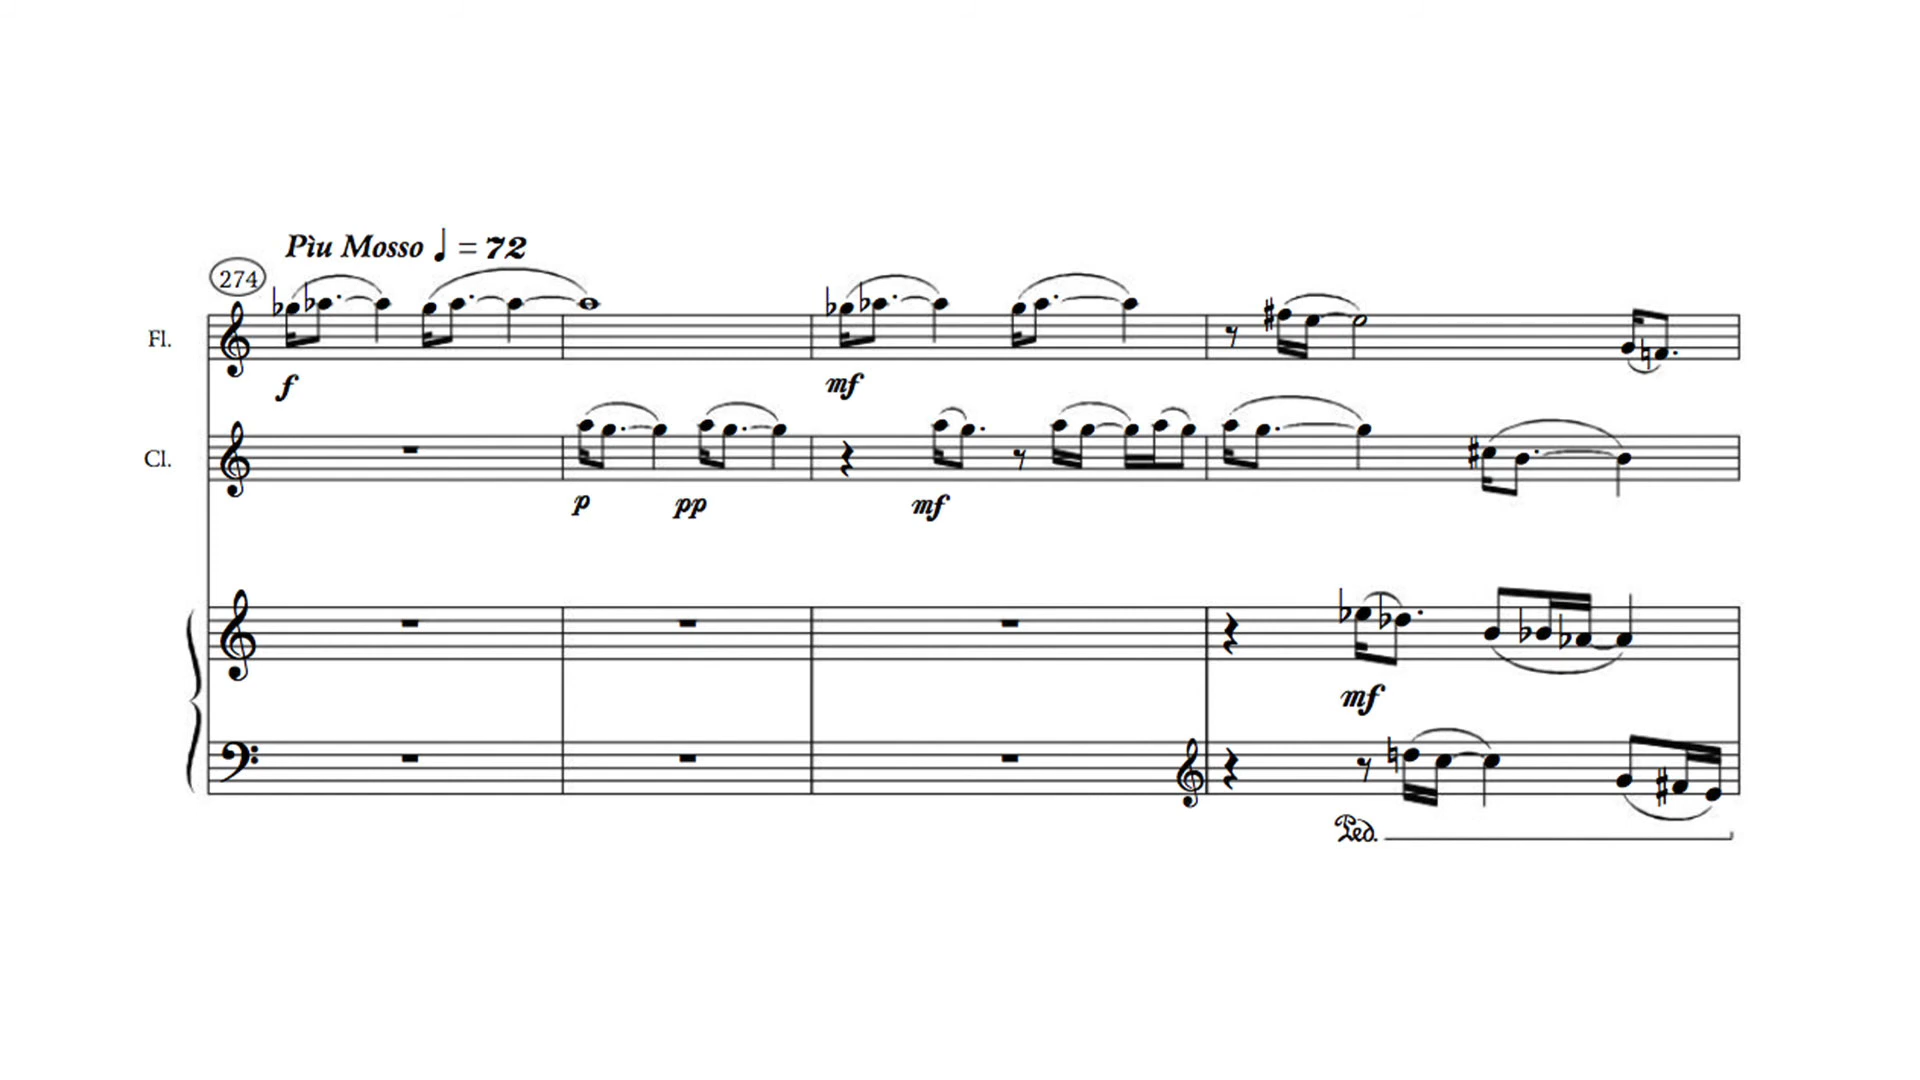 Pìu Mosso ♩ = 72
274
Fl.
f
mf
Cl.
p pp mf
mf
Ped.